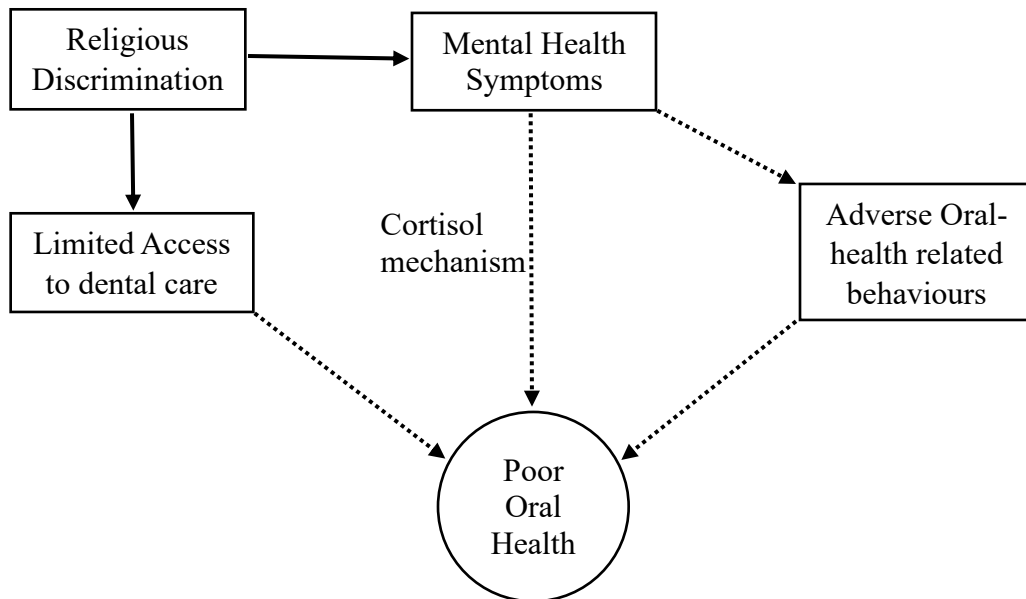 Religious
Discrimination
Mental Health
Symptoms
Limited Access
to dental care
Cortisol
mechanism
Adverse Oral-
health related
behaviours
Poor
Oral
Health